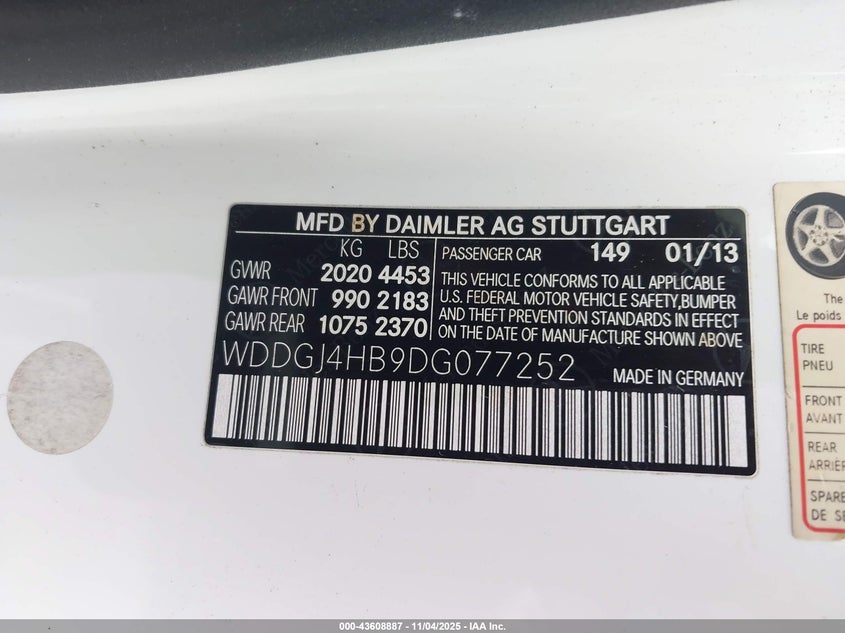 MFD BY DAIMLER AG STUTTGART
KG LBS
GVWR 2020 4453
GAWR FRONT 990 2183
GAWR REAR 1075 2370
PASSENGER CAR 149 01/13
THIS VEHICLE CONFORMS TO ALL APPLICABLE
U.S. FEDERAL MOTOR VEHICLE SAFETY,BUMPER
AND THEFT PREVENTION STANDARDS IN EFFECT
ON THE DATE OF MANUFACTURE SHOWN ABOVE
WDDGJ4HB9DG077252
MADE IN GERMANY
The
Le poids
TIRE
PNEU
FRONT
AVANT
REAR
ARRIÈR
SPARE
DE SE
000-43608887 - 11/04/2025 - IAA Inc.